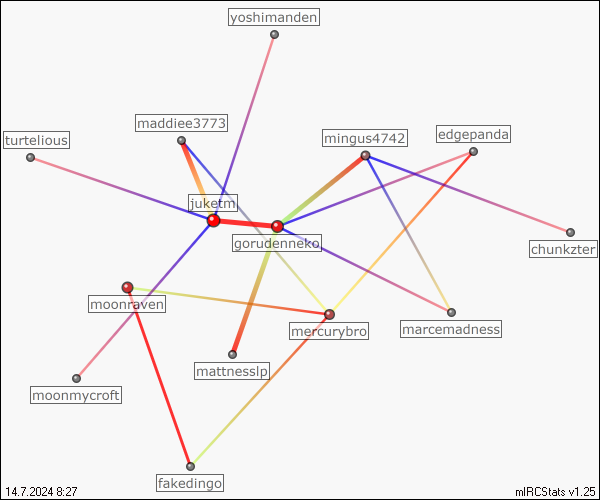 yoshimanden
maddiee3773
mingus4742
edgepanda
turtelious
juketm
gorudenneko
chunkzter
moonraven
mercurybro
marcemadness
mattnesslp
moonmycroft
fakedingo
14.7.2024 8:27
mIRCStats v1.25